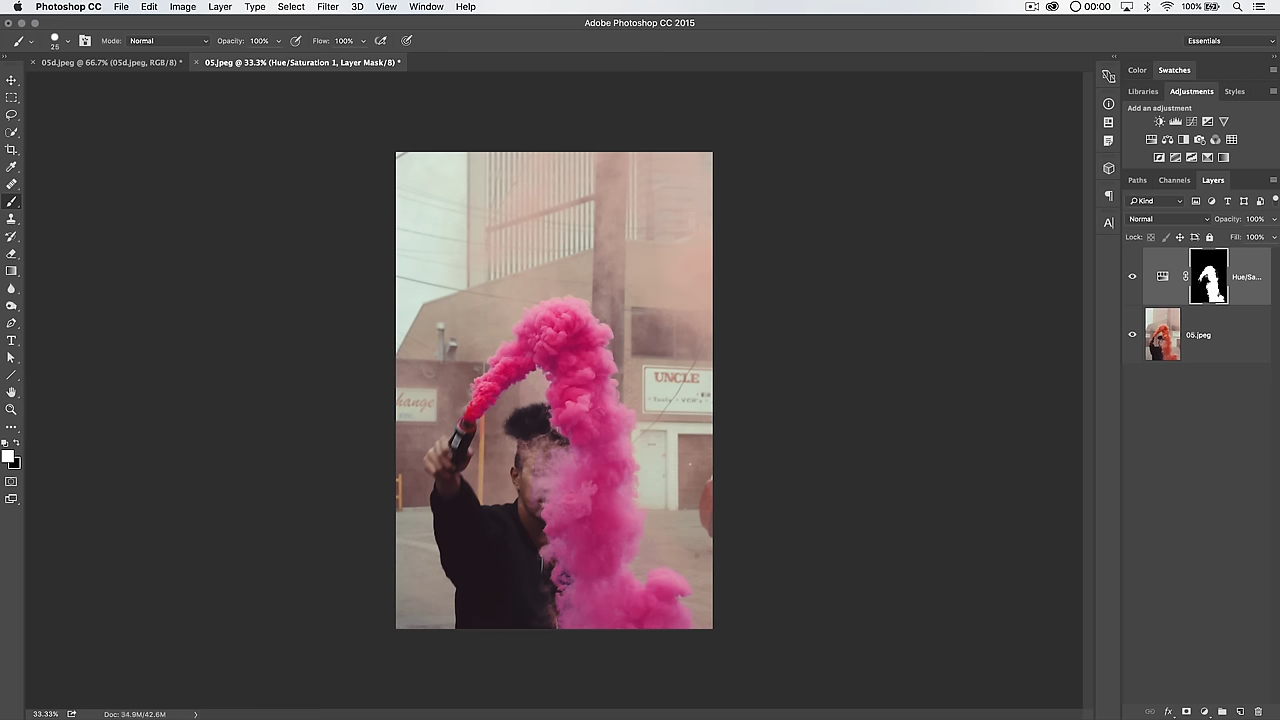 Photoshop CC File Edit Image Layer Type Select Filter 3D View Window Help 00:00 100%
Adobe Photoshop CC 2015
25 Mode: Normal Opacity: 100% Flow: 100% Essentials
05d.jpeg @ 66.7% (05d.jpeg, RGB/8) * 05.jpeg @ 33.3% (Hue/Saturation 1, Layer Mask/8) *
Color Swatches
Libraries Adjustments Styles
Add an adjustment
Paths Channels Layers
Kind
Normal Opacity: 100%
Lock: Fill: 100%
Hue/Sa...
05.jpeg
UNCLE
Tools VCR's
hange
33.33% Doc: 34.9M/42.6M